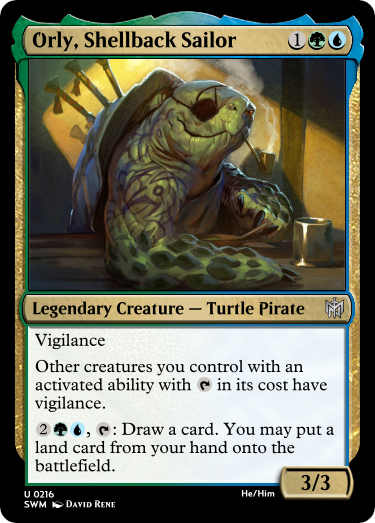 Orly, Shellback Sailor 1
Legendary Creature — Turtle Pirate
Vigilance
Other creatures you control with an
activated ability with in its cost have
vigilance.
2 , : Draw a card. You may put a
land card from your hand onto the
battlefield.
3/3
U 0216 He/Him
SWM DAVID RENE